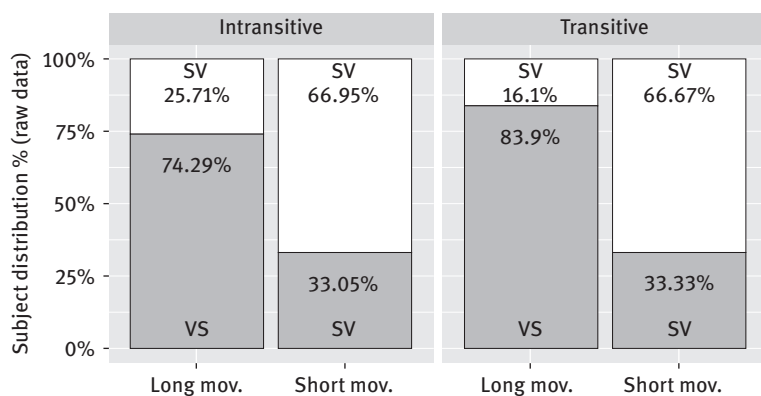 Intransitive Transitive
Subject distribution % (raw data)
100%
75%
50%
25%
0%
SV
25.71%
74.29%
VS
SV
66.95%
33.05%
SV
SV
16.1%
83.9%
VS
SV
66.67%
33.33%
SV
Long mov. Short mov. Long mov. Short mov.